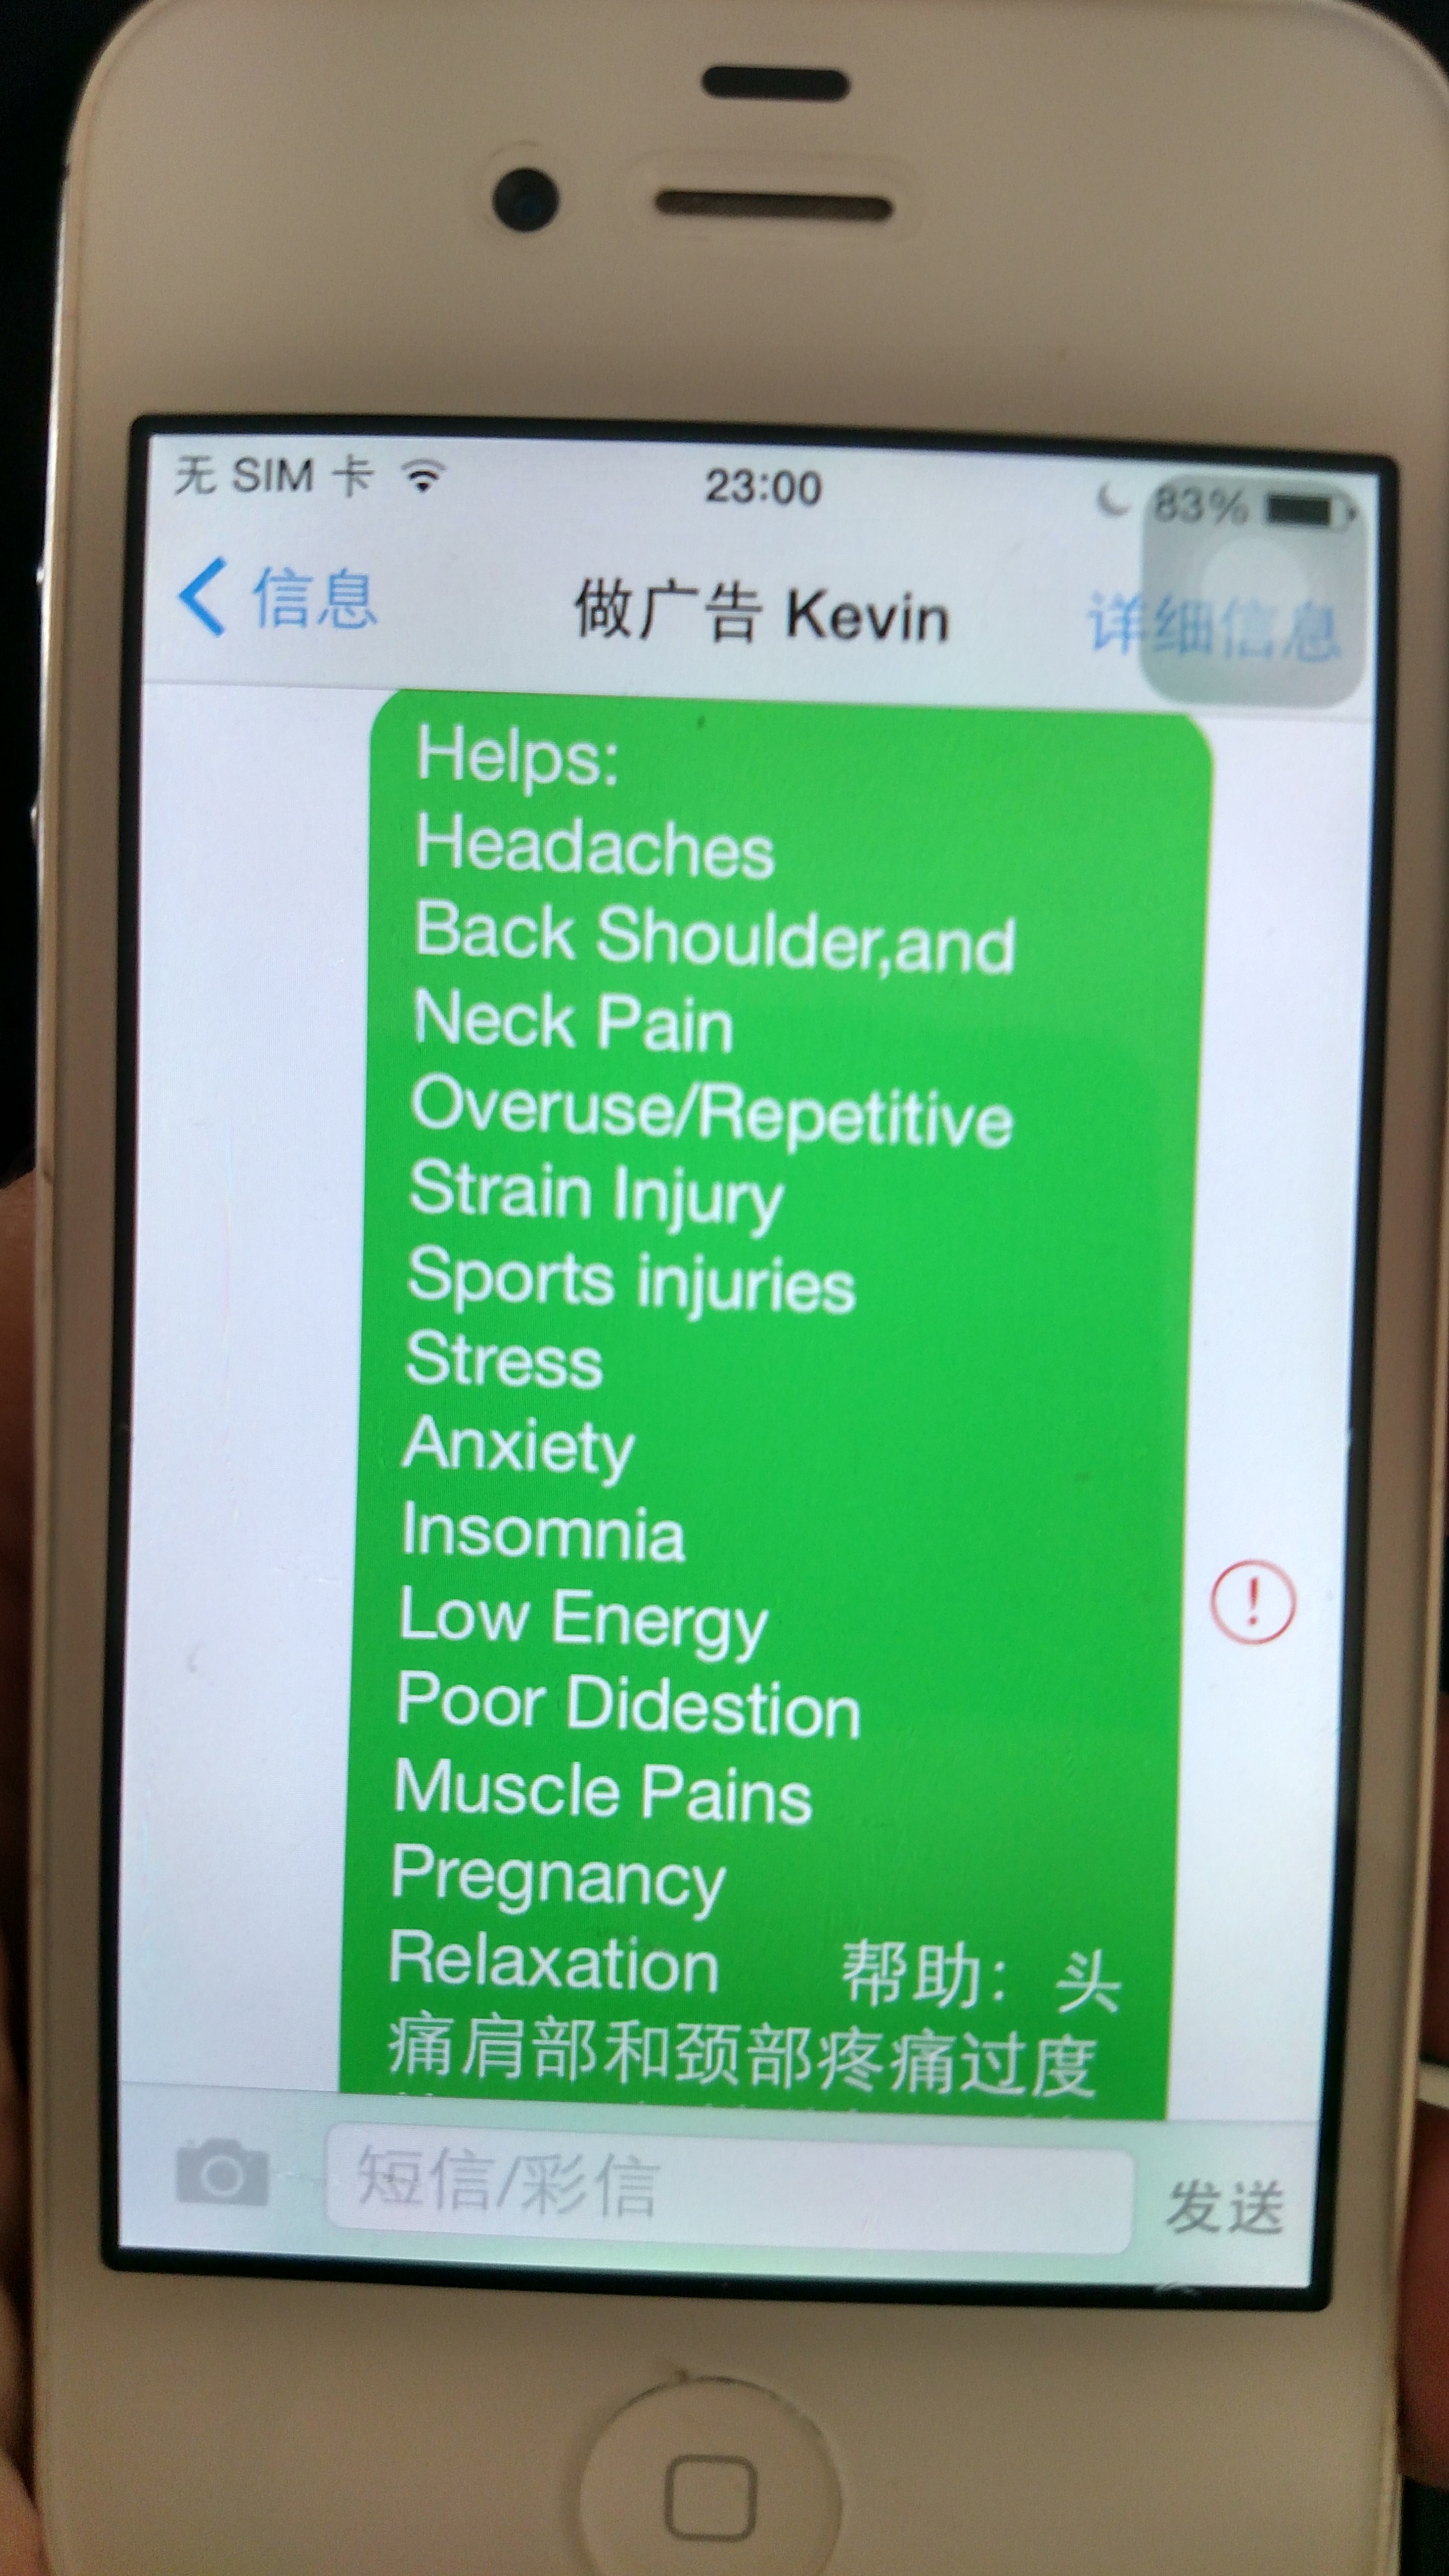 无 SIM 卡 23:00 83%
信息 做广告 Kevin 详细信息
Helps:
Headaches
Back Shoulder,and
Neck Pain
Overuse/Repetitive
Strain Injury
Sports injuries
Stress
Anxiety
Insomnia
Low Energy
Poor Didestion
Muscle Pains
Pregnancy
Relaxation 帮助：头
痛肩部和颈部疼痛过度
短信/彩信 发送